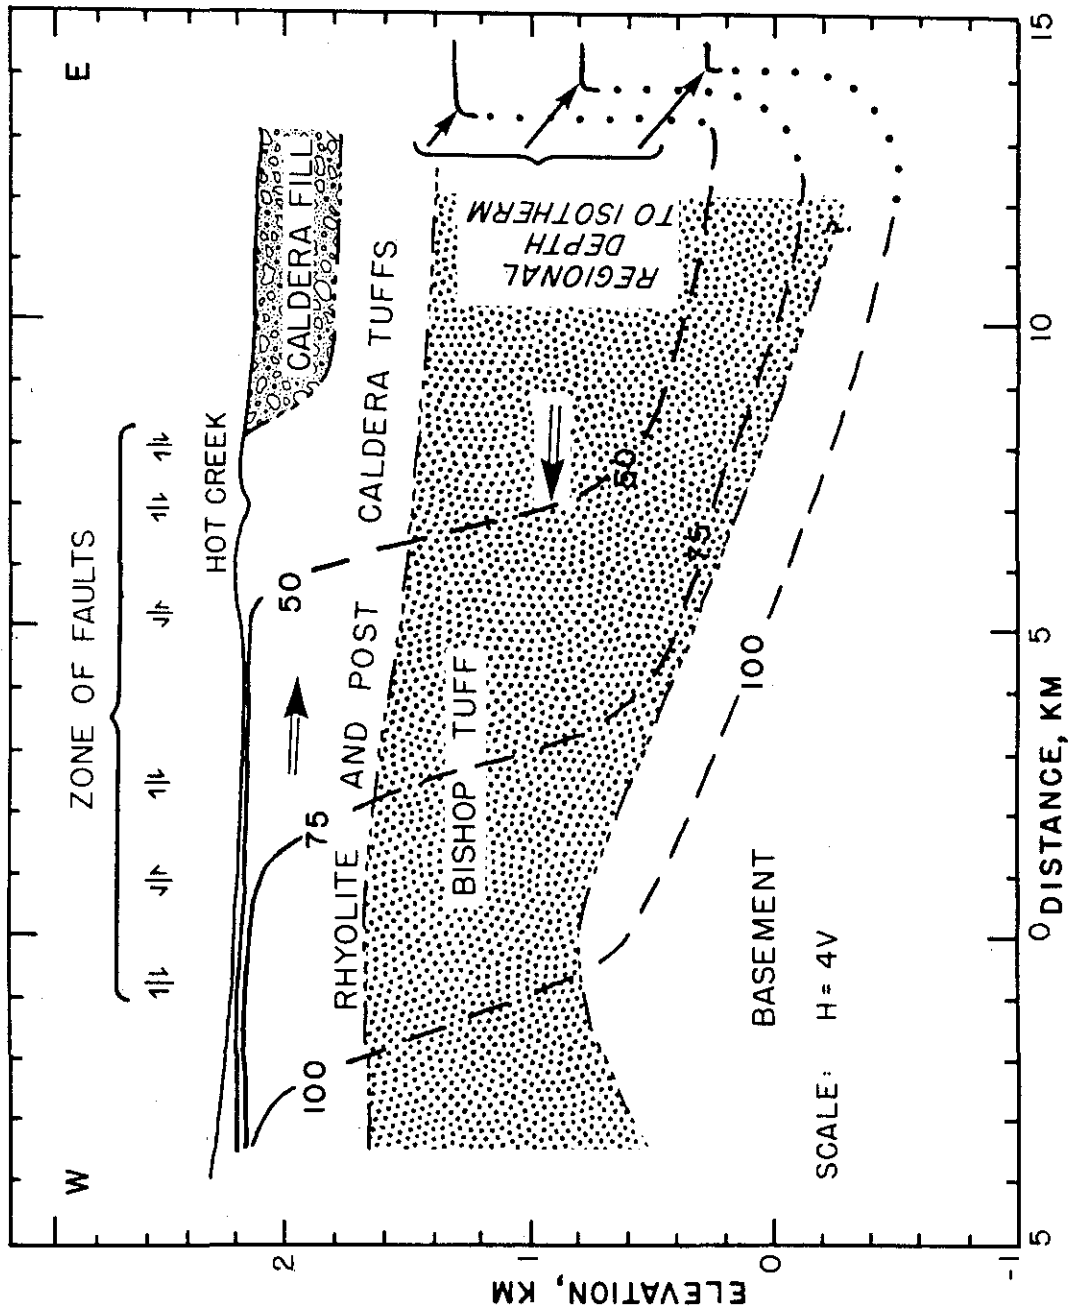 W
E
ZONE OF FAULTS
HOT CREEK
CALDERA FILL
RHYOLITE AND POST CALDERA TUFFS
BISHOP TUFF
REGIONAL
DEPTH
TO ISOTHERM
50
75
100
50
75
100
?
BASEMENT
SCALE: H = 4V
ELEVATION, KM
2
1
0
-1
5
0
5
10
15
DISTANCE, KM